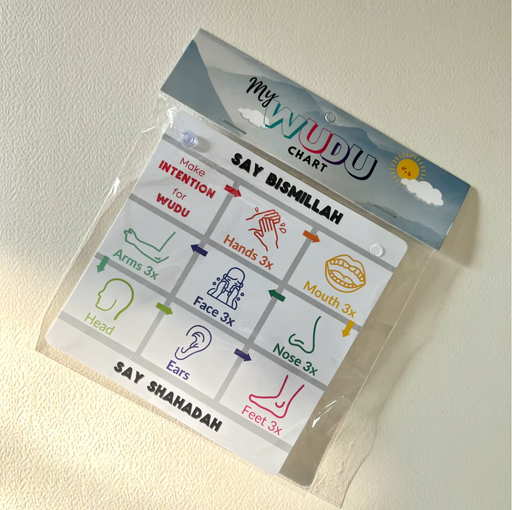 My
WUDU
CHART
SAY BISMILLAH
Make
INTENTION
for
WUDU
Hands 3x
Mouth 3x
Arms 3x
Face 3x
Nose 3x
Head
Ears
Feet 3x
SAY SHAHADAH